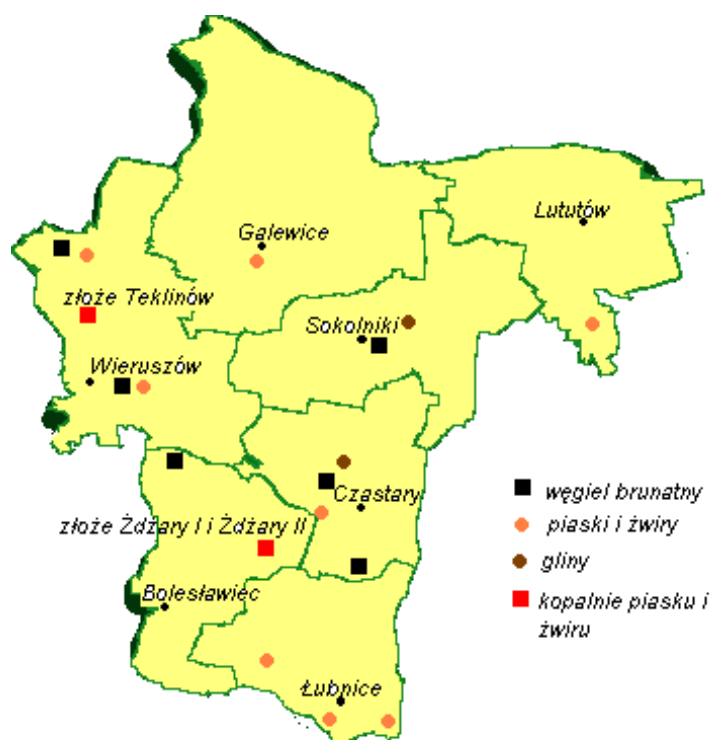 Galewice
Lututów
złoże Teklinów
Sokolniki
Wieruszów
Czastary
złoże Żdżary I i Żdżary II
Bolesławiec
Łubnice
węgiel brunatny
piaski i żwiry
gliny
kopalnie piasku i
żwiru